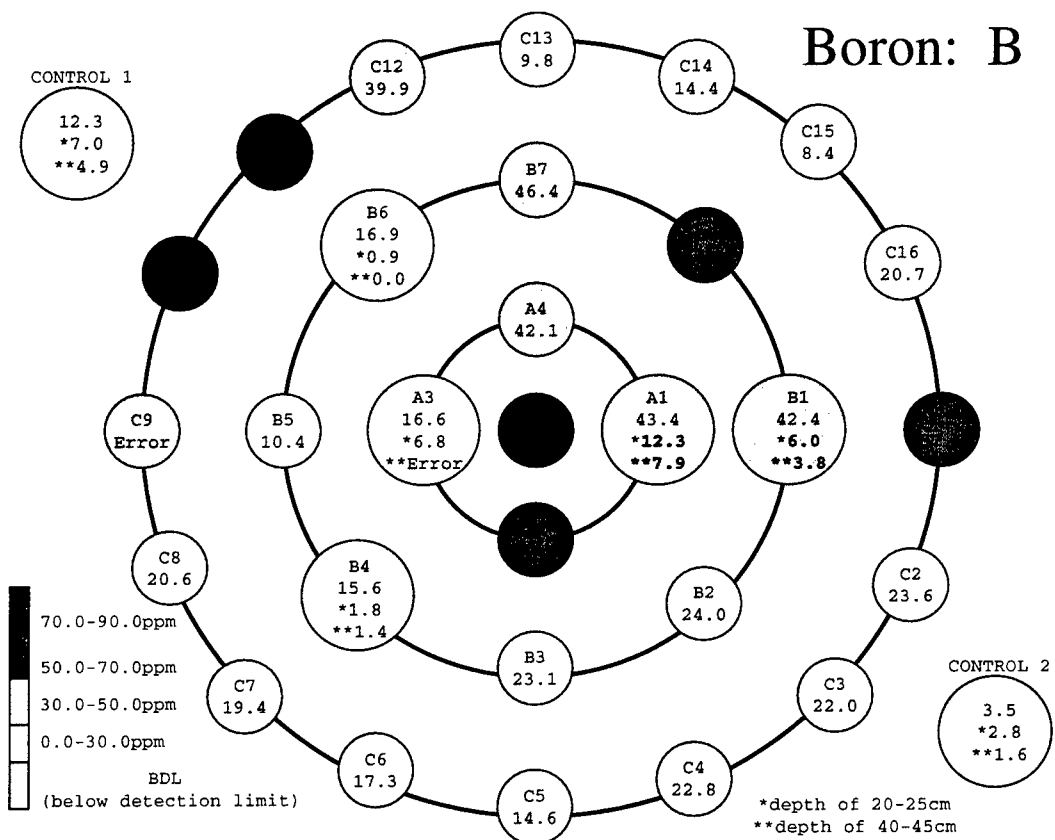 Boron: B
C13
9.8
C12
39.9
C14
14.4
CONTROL 1
12.3
*7.0
**4.9
C15
8.4
B7
46.4
B6
16.9
*0.9
**0.0
C16
20.7
A4
42.1
C9
Error
B5
10.4
A3
16.6
*6.8
**Error
A1
43.4
*12.3
**7.9
B1
42.4
*6.0
**3.8
C8
20.6
B4
15.6
*1.8
**1.4
B2
24.0
C2
23.6
70.0-90.0ppm
50.0-70.0ppm
30.0-50.0ppm
0.0-30.0ppm
BDL
(below detection limit)
B3
23.1
C7
19.4
C3
22.0
CONTROL 2
3.5
*2.8
**1.6
C6
17.3
C5
14.6
C4
22.8
*depth of 20-25cm
**depth of 40-45cm